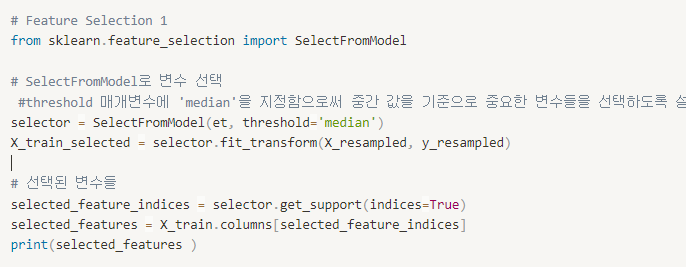 # Feature Selection 1
from sklearn.feature_selection import SelectFromModel
# SelectFromModel로 변수 선택
#threshold 매개변수에 'median'을 지정함으로써 중간 값을 기준으로 중요한 변수들을 선택하도록 설
selector = SelectFromModel(et, threshold='median')
X_train_selected = selector.fit_transform(X_resampled, y_resampled)
# 선택된 변수들
selected_feature_indices = selector.get_support(indices=True)
selected_features = X_train.columns[selected_feature_indices]
print(selected_features )